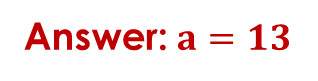 Answer: a = 13